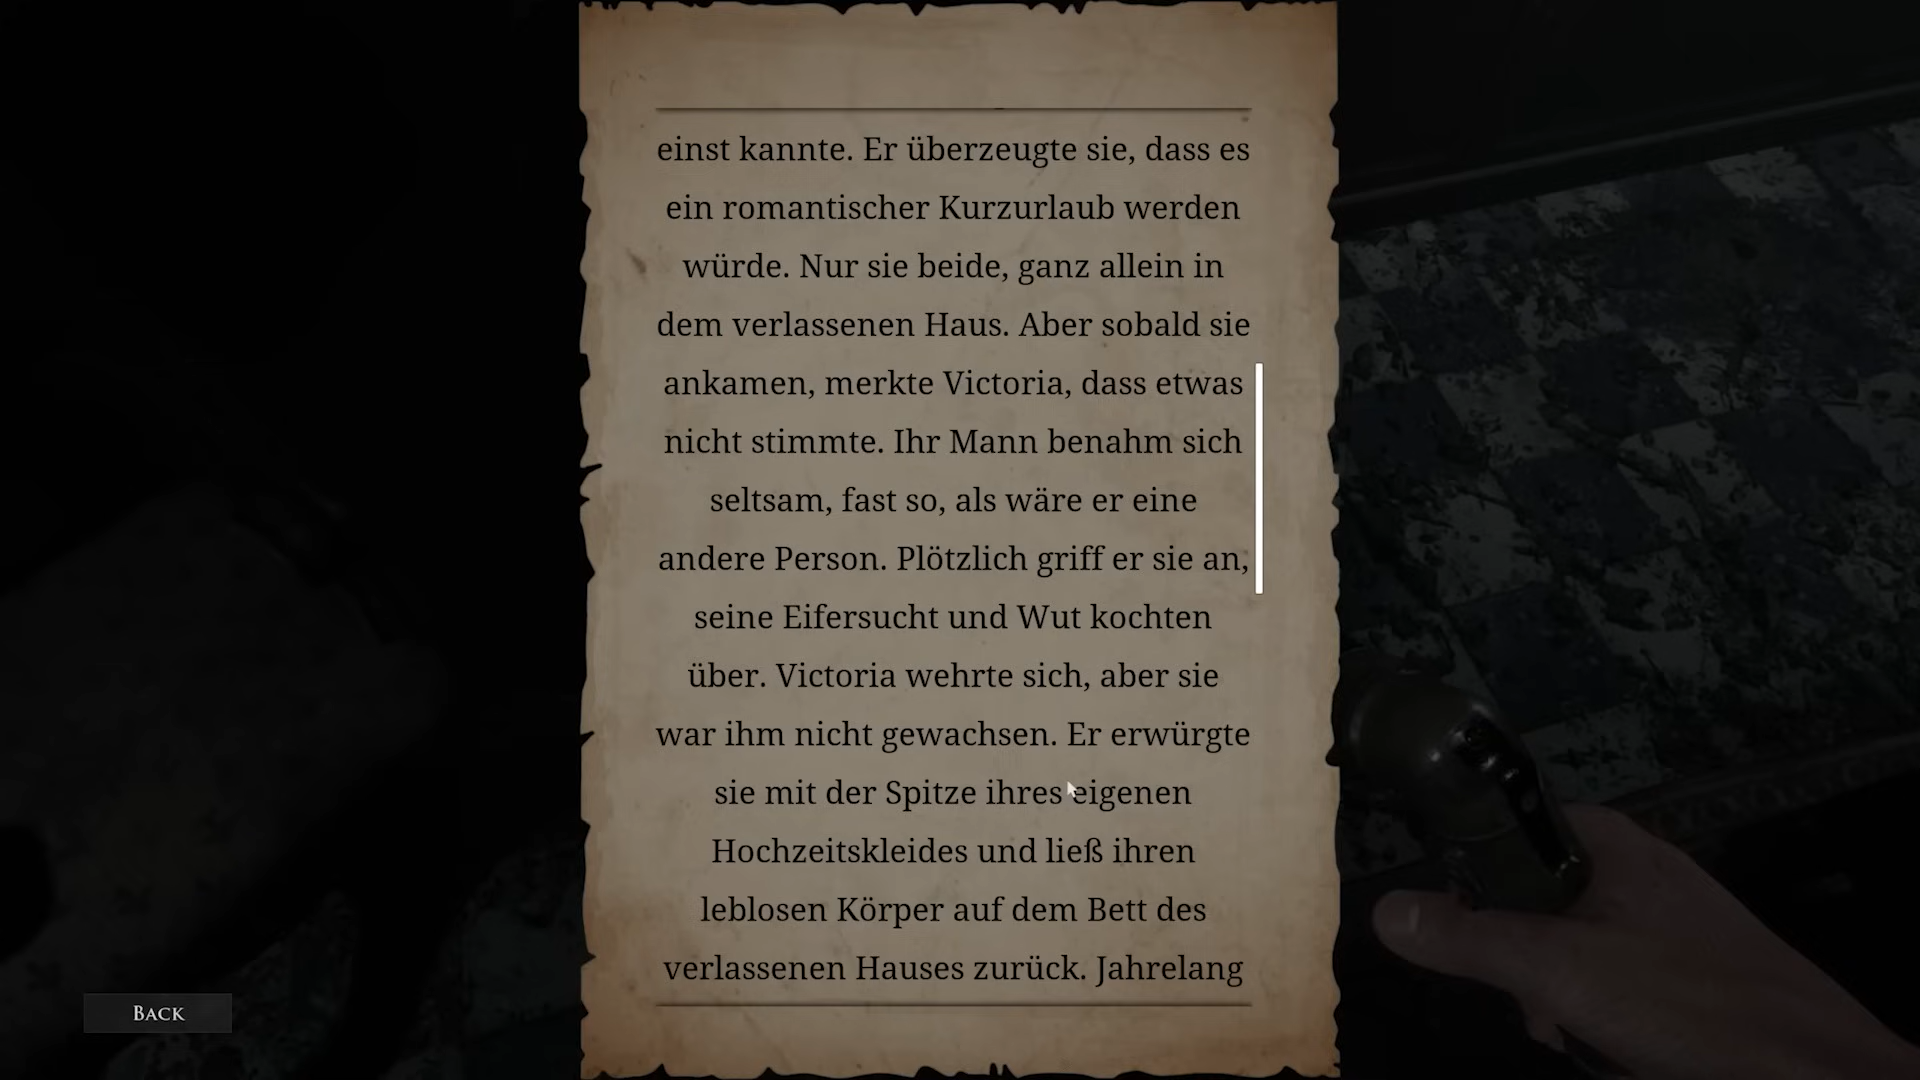 einst kannte. Er überzeugte sie, dass es
ein romantischer Kurzurlaub werden
würde. Nur sie beide, ganz allein in
dem verlassenen Haus. Aber sobald sie
ankamen, merkte Victoria, dass etwas
nicht stimmte. Ihr Mann benahm sich
seltsam, fast so, als wäre er eine
andere Person. Plötzlich griff er sie an,
seine Eifersucht und Wut kochten
über. Victoria wehrte sich, aber sie
war ihm nicht gewachsen. Er erwürgte
sie mit der Spitze ihres eigenen
Hochzeitskleides und ließ ihren
leblosen Körper auf dem Bett des
verlassenen Hauses zurück. Jahrelang
BACK